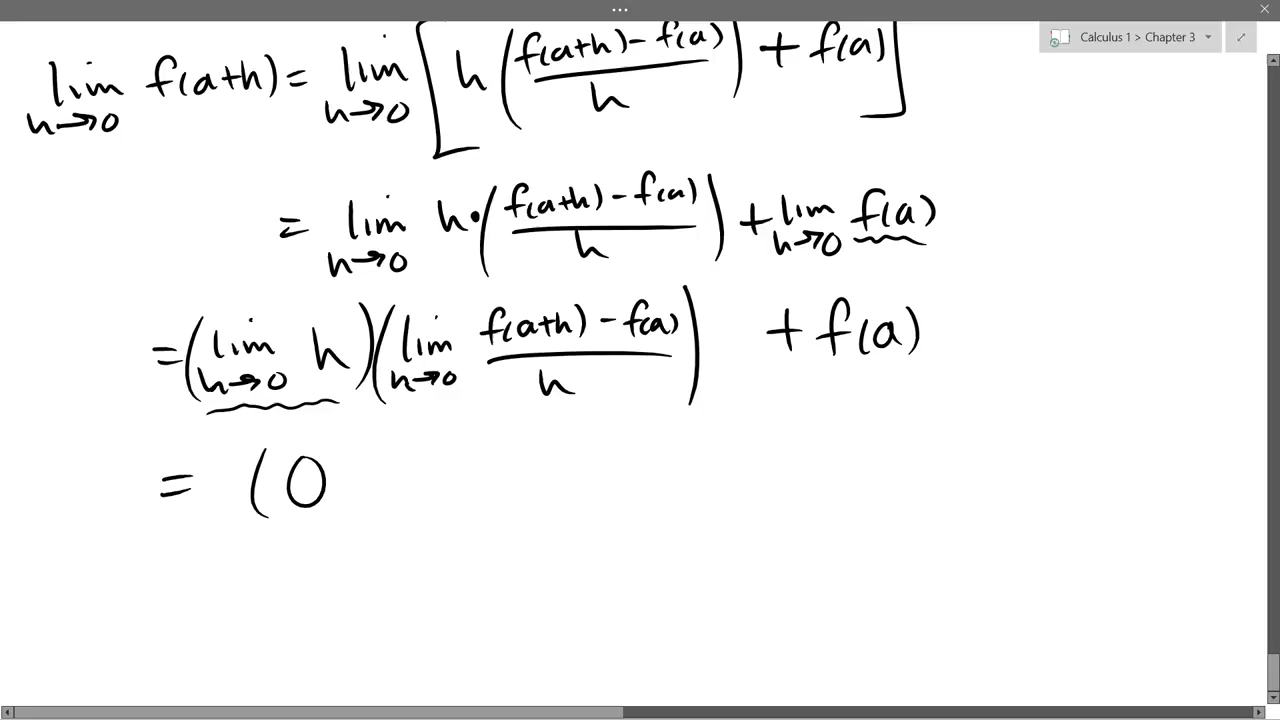 Calculus 1 > Chapter 3
lim h→0 f(a+h) = lim h→0 [ h ( (f(a+h) - f(a)) / h ) + f(a) ]
= lim h→0 h · ( (f(a+h) - f(a)) / h ) + lim h→0 f(a)
= ( lim h→0 h ) ( lim h→0 (f(a+h) - f(a)) / h ) + f(a)
= ( 0